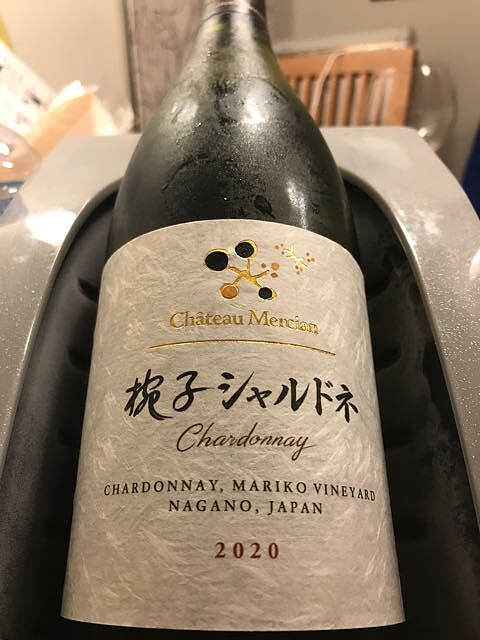 Château Mercian
椀子シャルドネ
Chardonnay
CHARDONNAY, MARIKO VINEYARD
NAGANO, JAPAN
2020